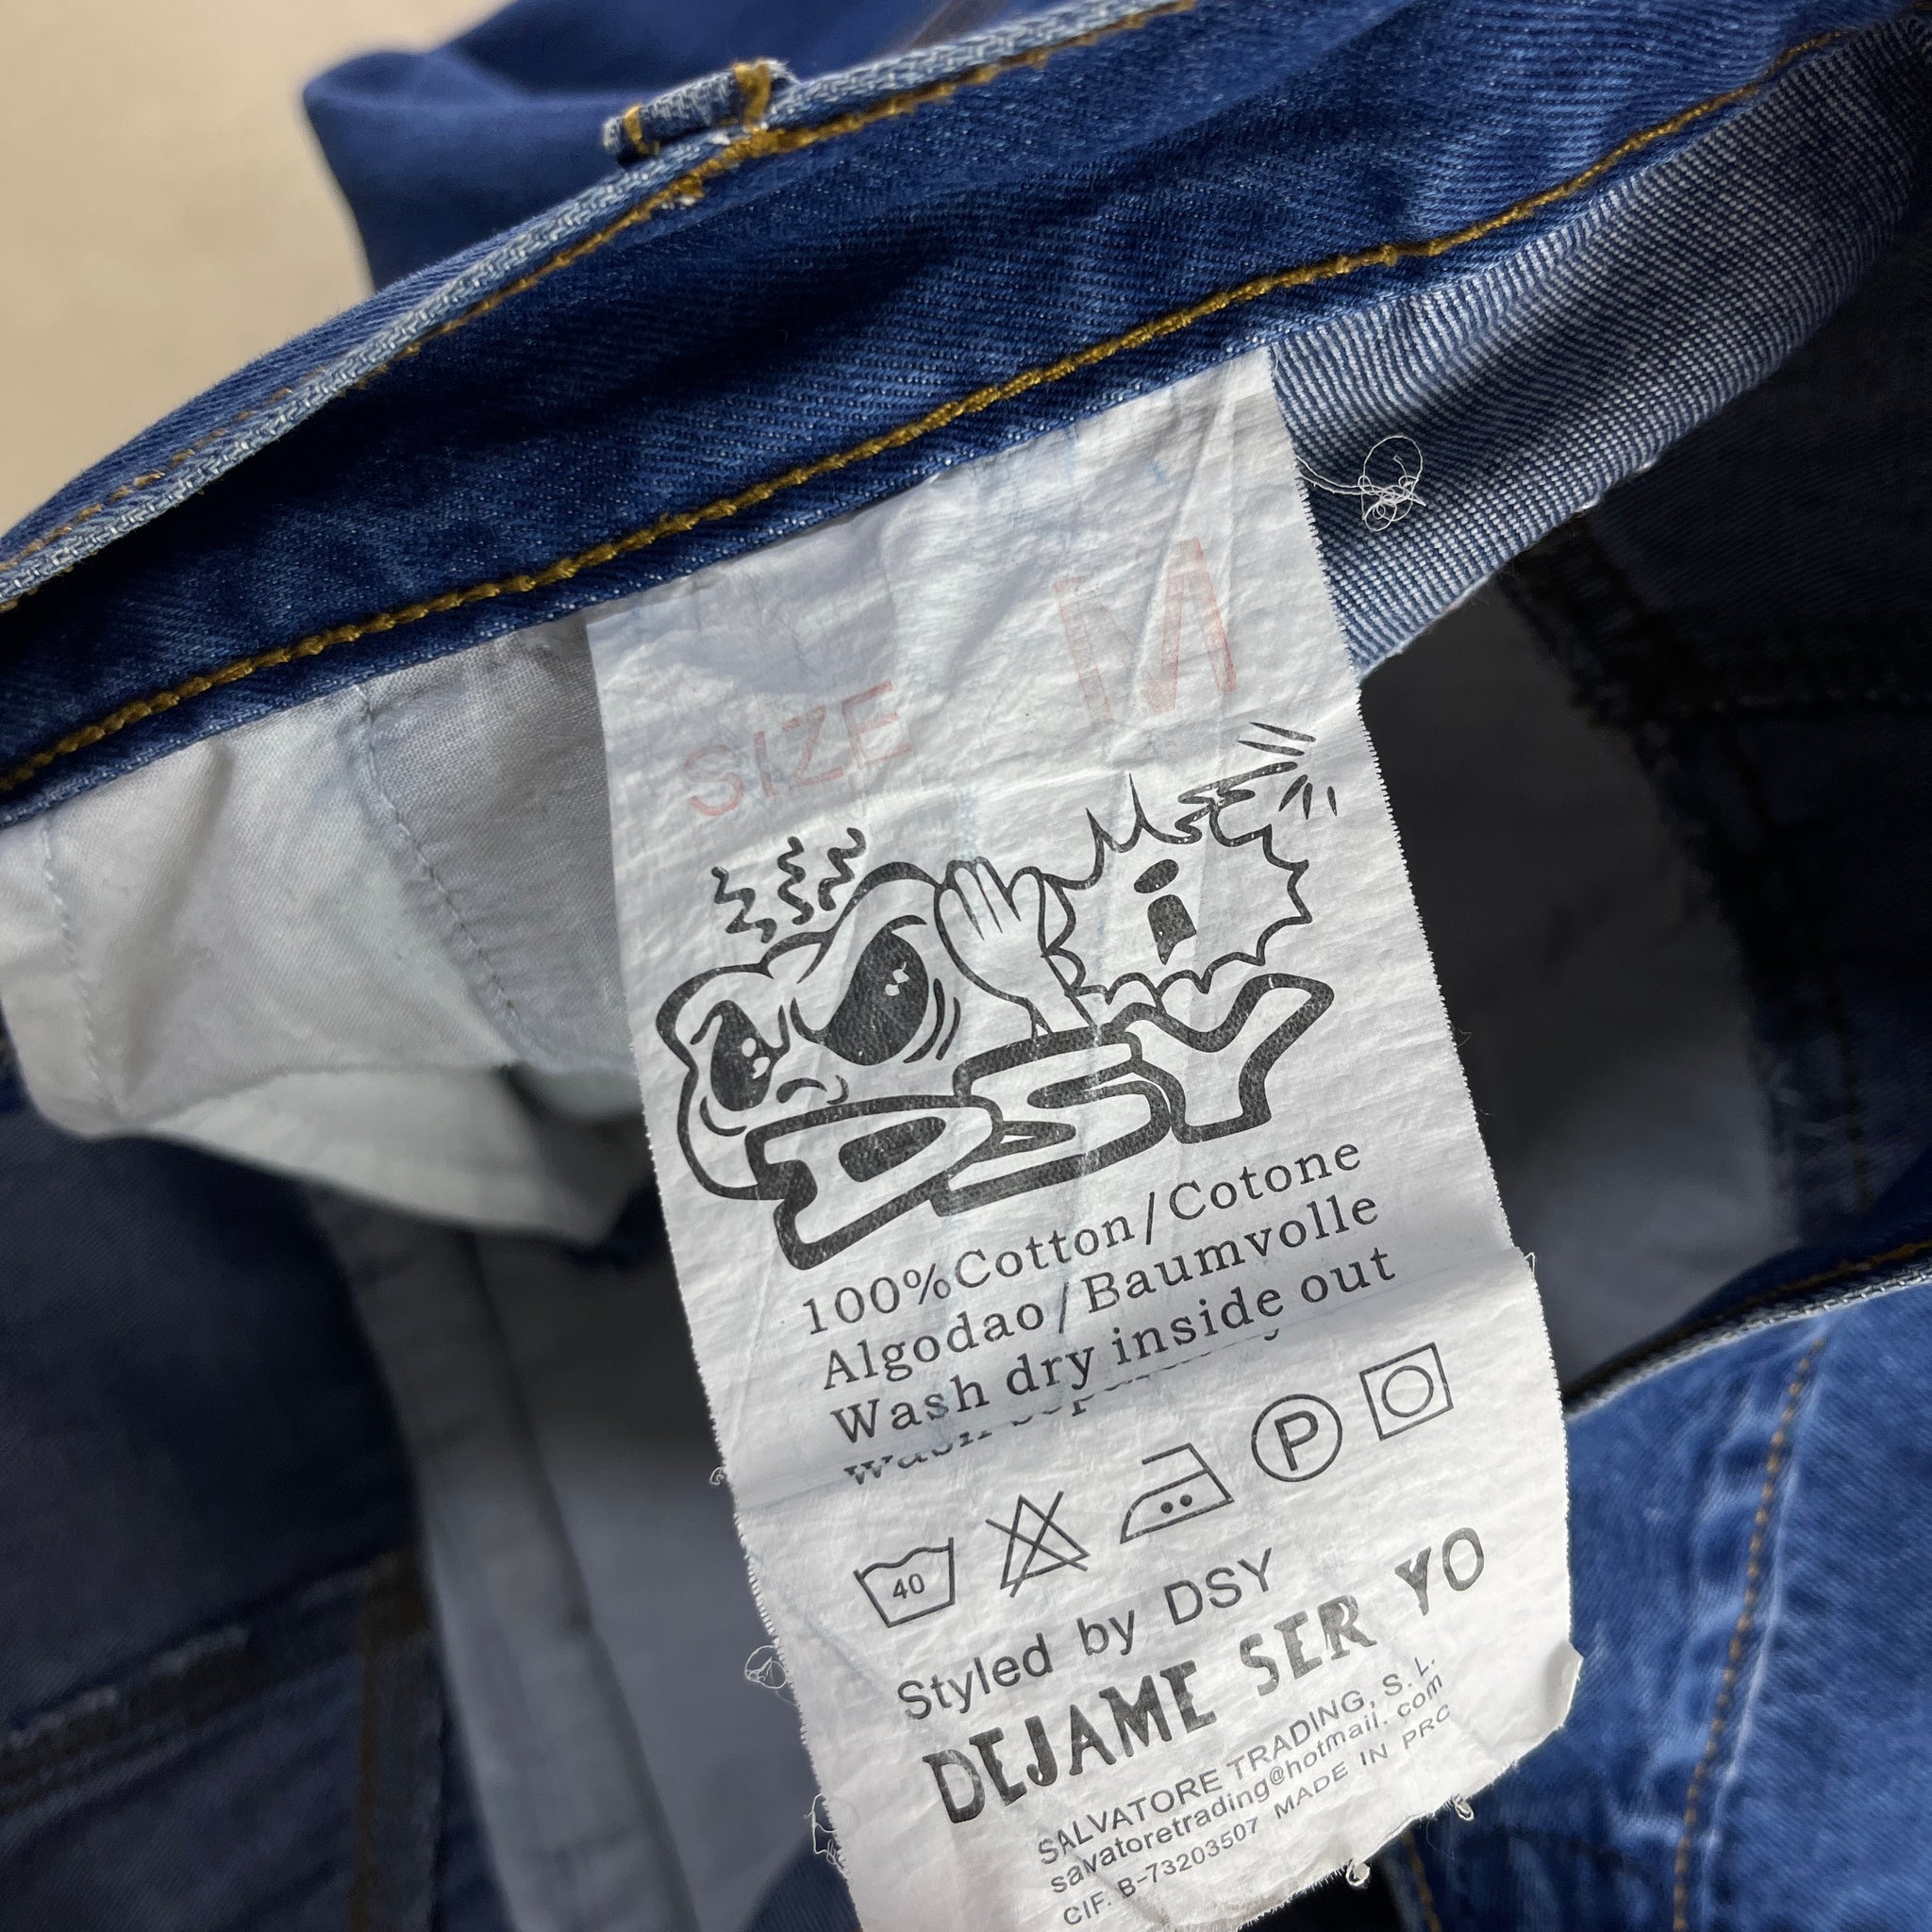 SIZE M
DSY
100%Cotton/Cotone
Algodao/Baumvolle
Wash dry inside out
wash
40
P
Styled by DSY
DEJAME SER YO
SALVATORE TRADING, S. L.
salvatoretrading@hotmail.com
CIF. B-73203507 MADE IN PRC